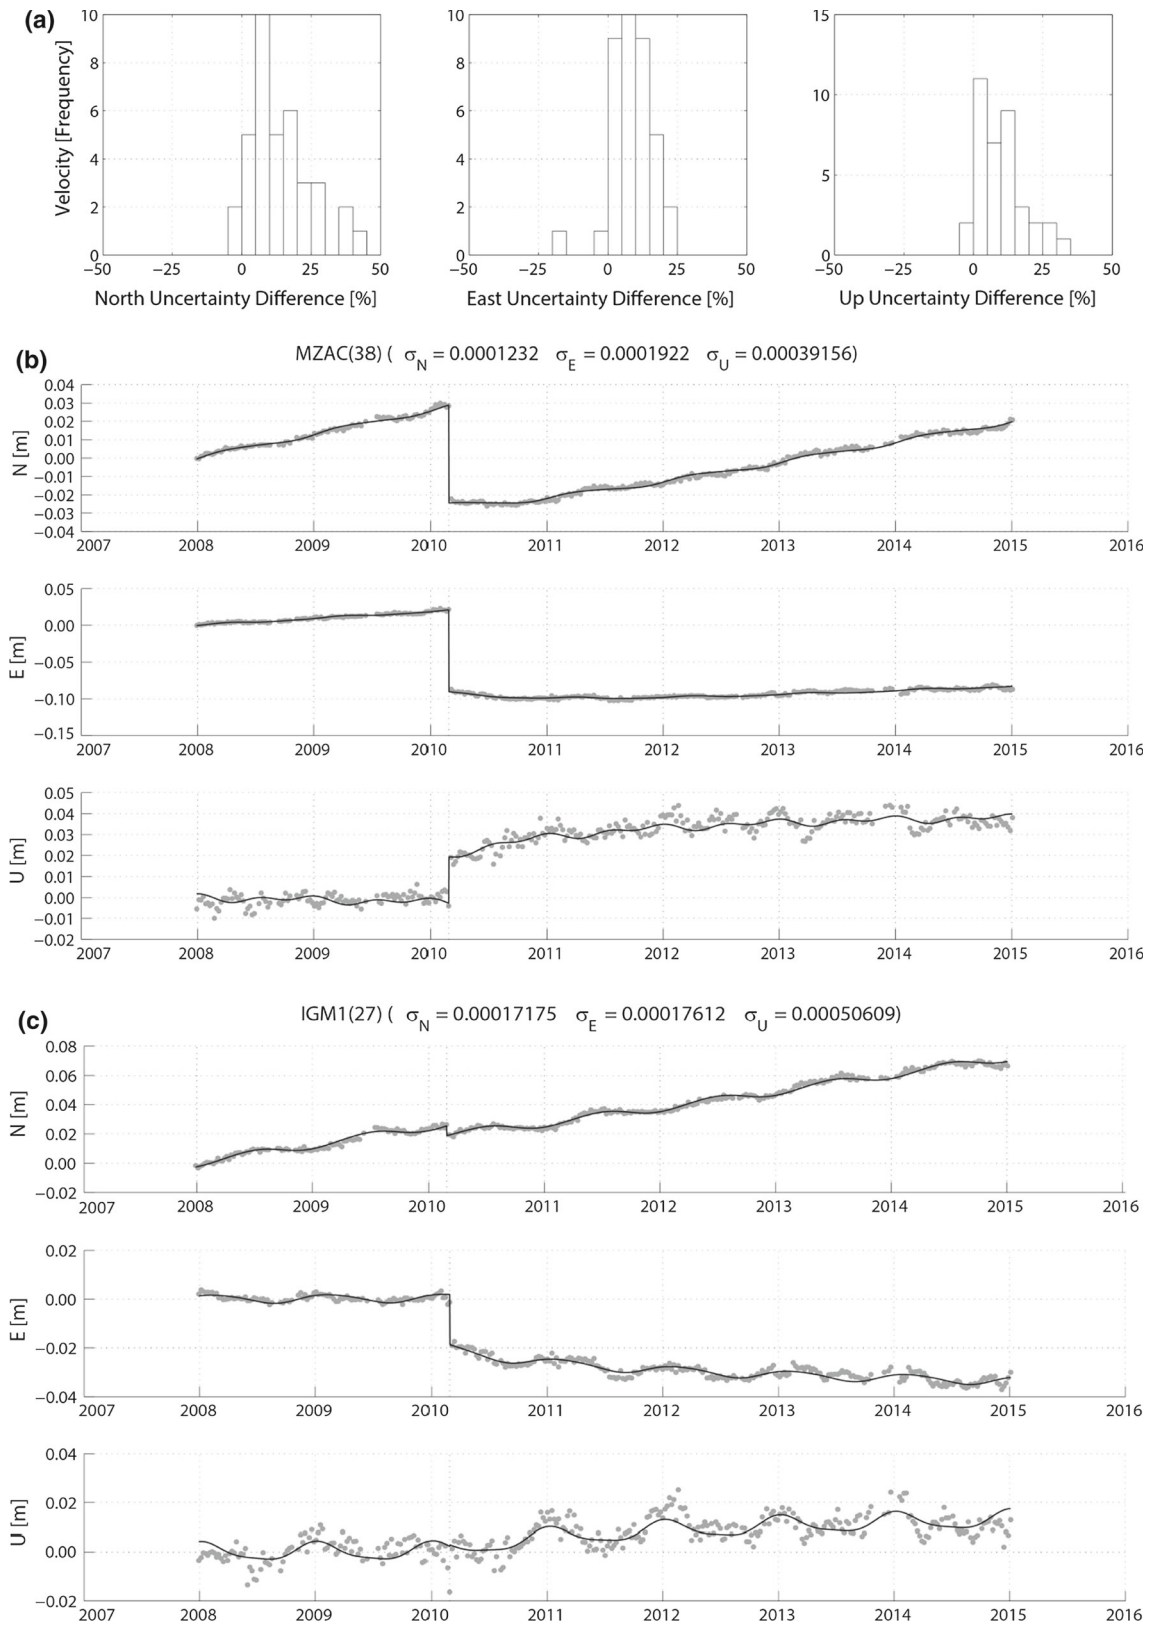 (a)
Velocity [Frequency]
10
8
6
4
2
0
−50 −25 0 25 50
North Uncertainty Difference [%]
10
8
6
4
2
0
−50 −25 0 25 50
East Uncertainty Difference [%]
15
10
5
0
−50 −25 0 25 50
Up Uncertainty Difference [%]
(b)
MZAC(38) ( σN = 0.0001232 σE = 0.0001922 σU = 0.00039156)
N [m]
0.04
0.03
0.02
0.01
0.00
−0.01
−0.02
−0.03
−0.04
2007 2008 2009 2010 2011 2012 2013 2014 2015 2016
E [m]
0.05
0.00
−0.05
−0.10
−0.15
2007 2008 2009 2010 2011 2012 2013 2014 2015 2016
U [m]
0.05
0.04
0.03
0.02
0.01
0.00
−0.01
−0.02
2007 2008 2009 2010 2011 2012 2013 2014 2015 2016
(c)
IGM1(27) ( σN = 0.00017175 σE = 0.00017612 σU = 0.00050609)
N [m]
0.08
0.06
0.04
0.02
0.00
−0.02
2007 2008 2009 2010 2011 2012 2013 2014 2015 2016
E [m]
0.02
0.00
−0.02
−0.04
2007 2008 2009 2010 2011 2012 2013 2014 2015 2016
U [m]
0.04
0.02
0.00
−0.02
2007 2008 2009 2010 2011 2012 2013 2014 2015 2016